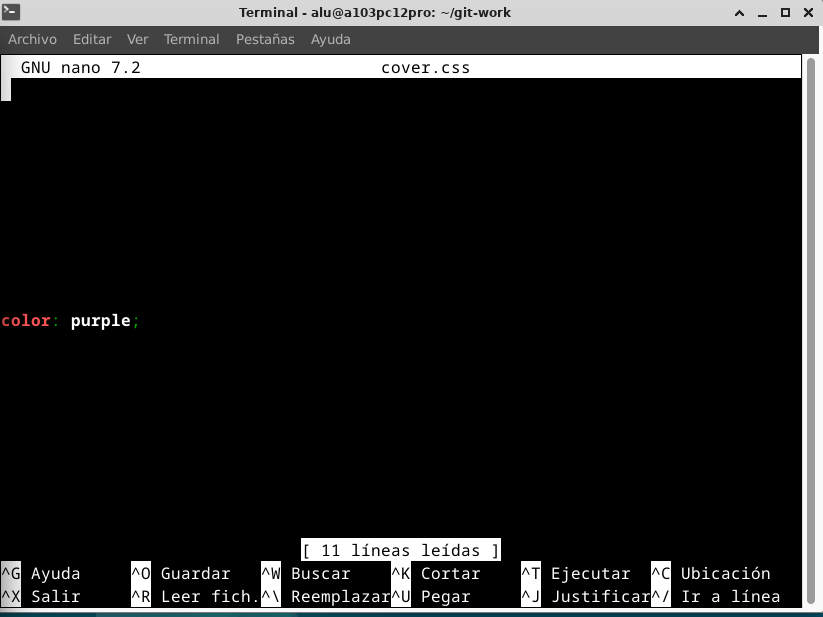 Terminal - alu@a103pc12pro: ~/git-work
Archivo Editar Ver Terminal Pestañas Ayuda
GNU nano 7.2 cover.css
color: purple;
[ 11 líneas leídas ]
^G Ayuda ^O Guardar ^W Buscar ^K Cortar ^T Ejecutar ^C Ubicación
^X Salir ^R Leer fich. ^\ Reemplazar ^U Pegar ^J Justificar ^/ Ir a línea